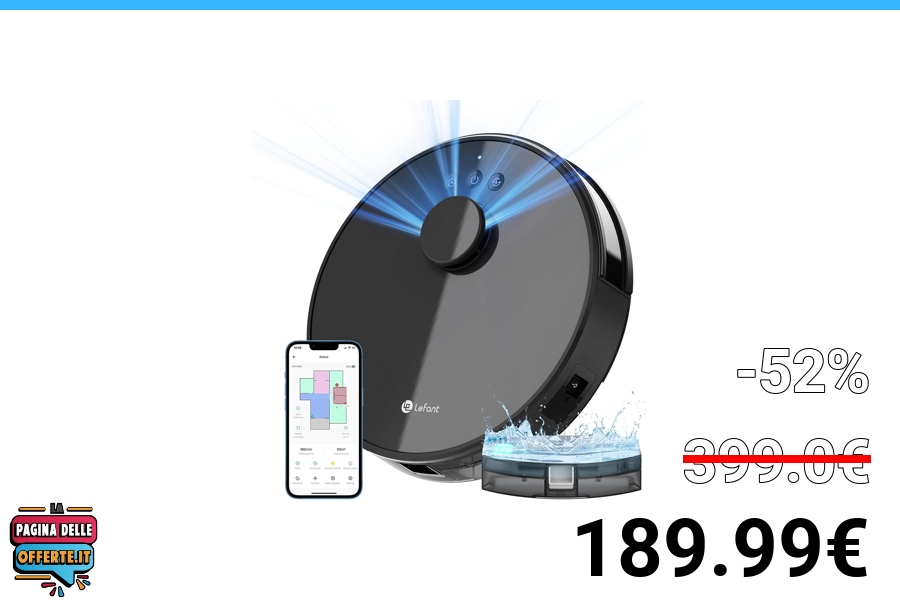 Lefant
-52%
399.0€
189.99€
LA
PAGINA DELLE
OFFERTE.IT